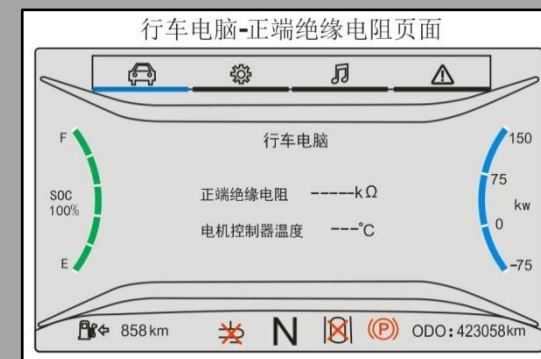 行车电脑-正端绝缘电阻页面
行车电脑
F
150
SOC
100%
正端绝缘电阻 -----kΩ
75
kw
电机控制器温度 ---℃
0
E
-75
858km
N
(P)
ODO:423058km